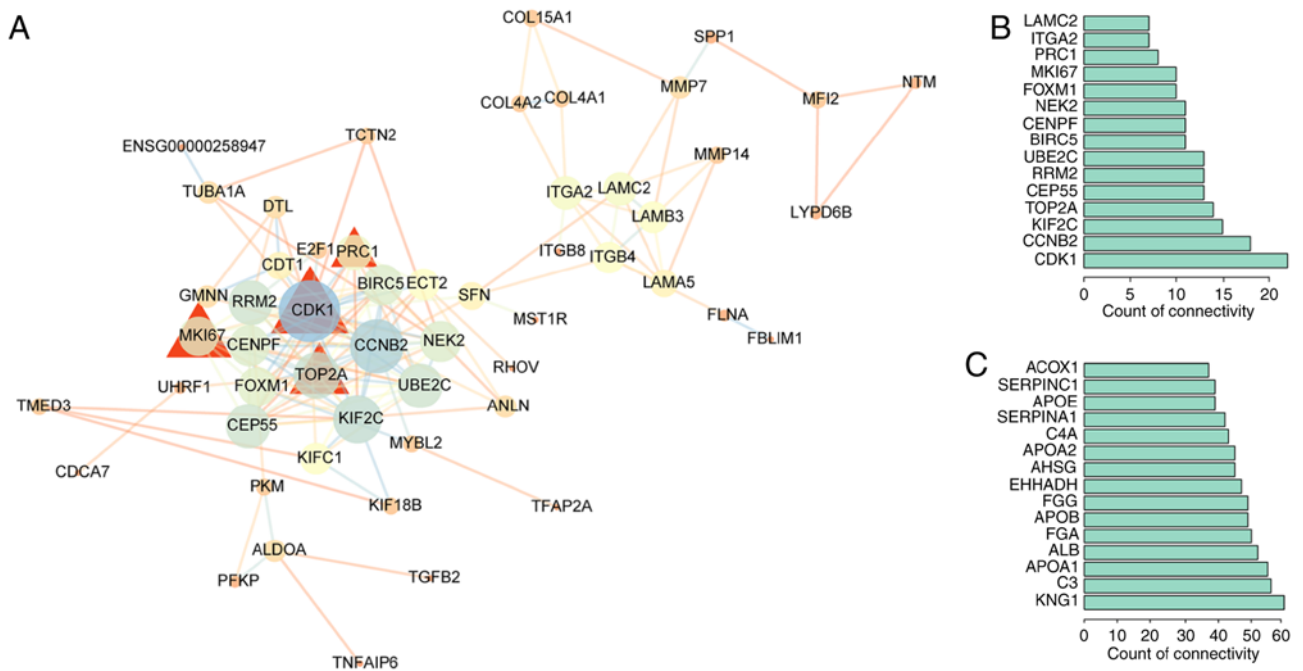 A
COL15A1
SPP1
MMP7
NTM
COL4A2
COL4A1
MFI2
TCTN2
ENSG00000258947
MMP14
TUBA1A
ITGA2
LAMC2
DTL
LAMB3
LYPD6B
E2F1
PRC1
ITGB8
ITGB4
CDT1
BIRC5
ECT2
LAMA5
GMNN
RRM2
SFN
CDK1
MST1R
FLNA
MKI67
CENPF
CCNB2
NEK2
FBLIM1
RHOV
TOP2A
UHRF1
FOXM1
UBE2C
TMED3
ANLN
CEP55
KIF2C
MYBL2
CDCA7
KIFC1
PKM
KIF18B
TFAP2A
ALDOA
PFKP
TGFB2
TNFAIP6
B
LAMC2
ITGA2
PRC1
MKI67
FOXM1
NEK2
CENPF
BIRC5
UBE2C
RRM2
CEP55
TOP2A
KIF2C
CCNB2
CDK1
0 5 10 15 20
Count of connectivity
C
ACOX1
SERPINC1
APOE
SERPINA1
C4A
APOA2
AHSG
EHHADH
FGG
APOB
FGA
ALB
APOA1
C3
KNG1
0 10 20 30 40 50 60
Count of connectivity